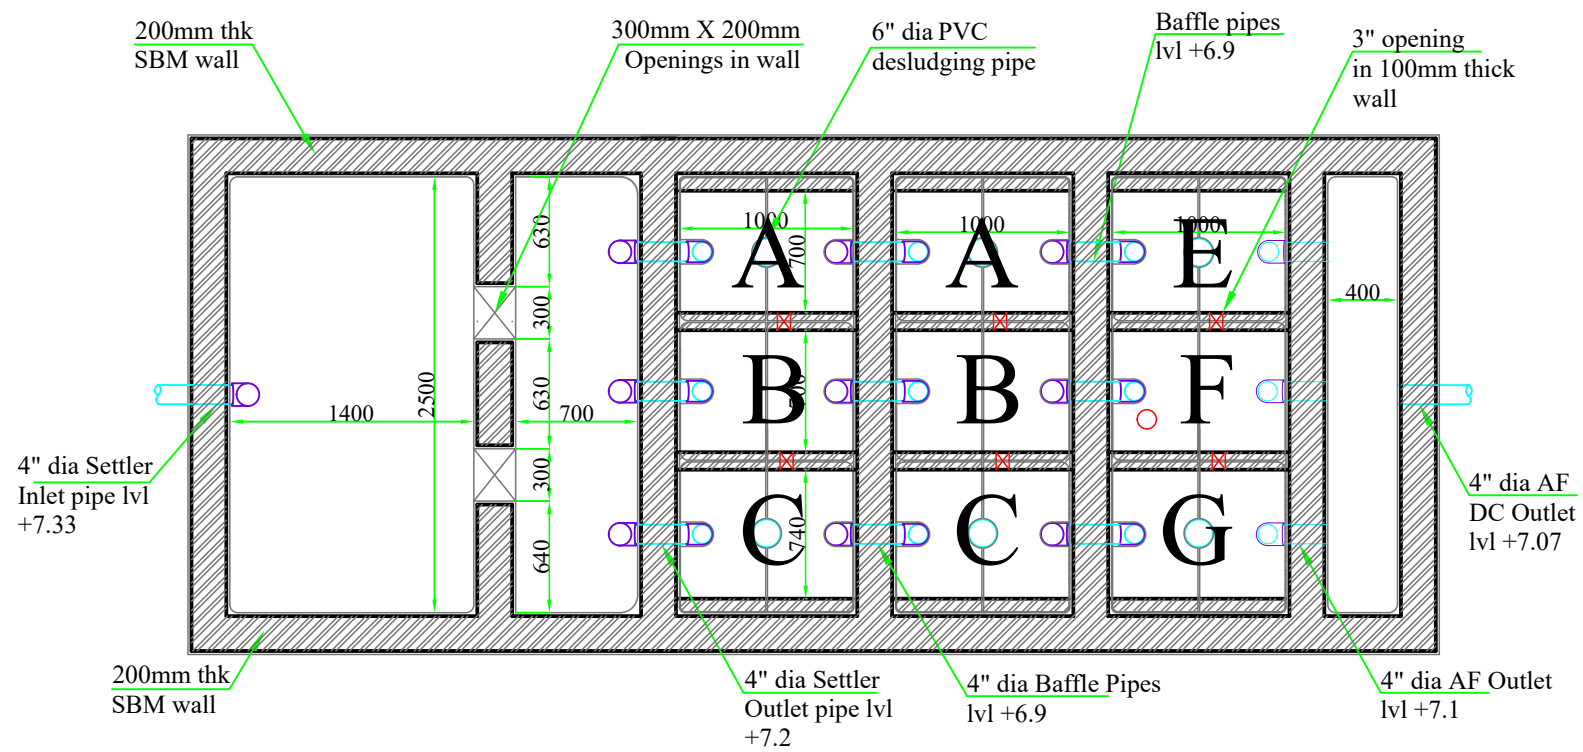 200mm thk
SBM wall
300mm X 200mm
Openings in wall
6" dia PVC
desludging pipe
Baffle pipes
lvl +6.9
3" opening
in 100mm thick
wall
630
300
630
300
640
2500
1400
700
1000
700
1000
1000
A
A
E
400
B
B
F
C
740
C
G
4" dia Settler
Inlet pipe lvl
+7.33
4" dia AF
DC Outlet
lvl +7.07
200mm thk
SBM wall
4" dia Settler
Outlet pipe lvl
+7.2
4" dia Baffle Pipes
lvl +6.9
4" dia AF Outlet
lvl +7.1